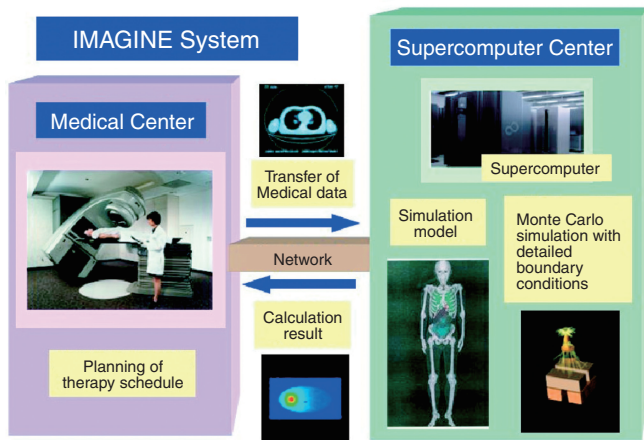 IMAGINE System
Supercomputer Center
Medical Center
Supercomputer
Transfer of
Medical data
Simulation
model
Monte Carlo
simulation with
detailed
boundary
conditions
Network
Calculation
result
Planning of
therapy schedule